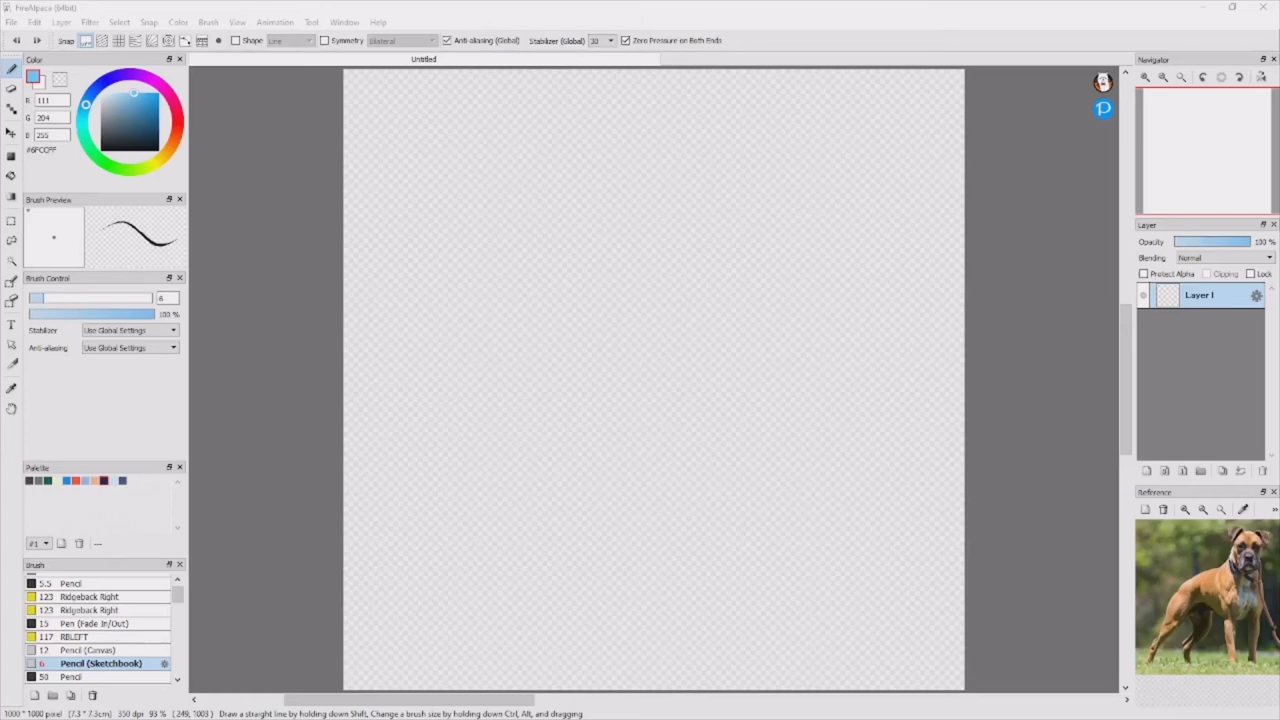 FireAlpaca (64bit)
File Edit Layer Filter Select Snap Color Brush View Animation Tool Window Help
Snap Shape Line Symmetry Bilateral Anti-aliasing (Global) Stabilizer (Global) 30 Zero Pressure on Both Ends
Color
Untitled
Navigator
R 111
G 204
B 255
#6FCCFF
Brush Preview
Layer
Opacity 100 %
Blending Normal
Protect Alpha Clipping Lock
Layer1
Brush Control
6
100 %
Stabilizer Use Global Settings
Anti-aliasing Use Global Settings
Palette
#1
---
Reference
Brush
5.5 Pencil
123 Ridgeback Right
123 Ridgeback Right
15 Pen (Fade In/Out)
117 RBLEFT
12 Pencil (Canvas)
6 Pencil (Sketchbook)
50 Pencil
1000 * 1000 pixel (7.3 * 7.3cm) 350 dpi 93 % ( 249, 1003 ) Draw a straight line by holding down Shift, Change a brush size by holding down Ctrl, Alt, and dragging